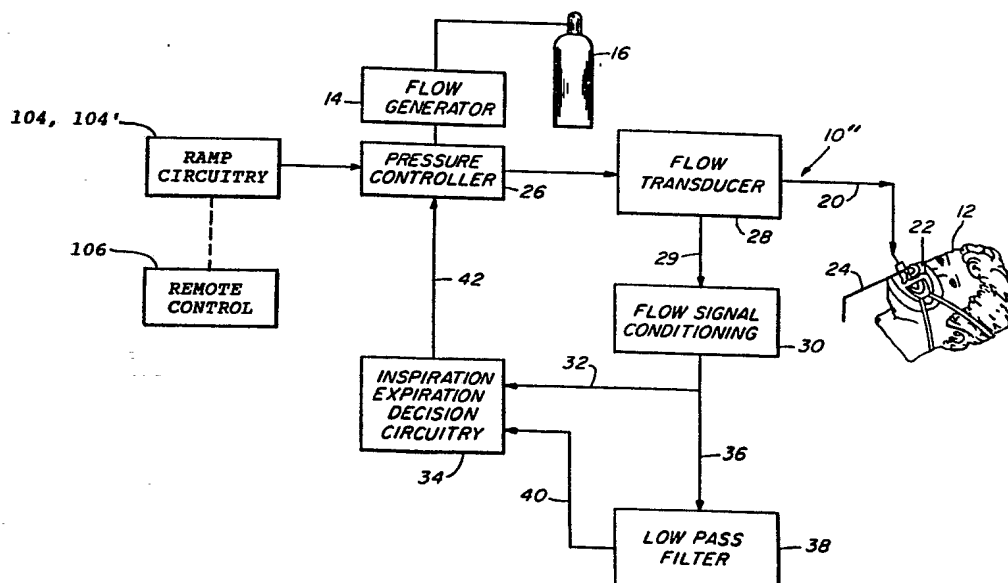 16
FLOW
GENERATOR
14
104, 104'
RAMP
CIRCUITRY
PRESSURE
CONTROLLER
26
FLOW
TRANSDUCER
28
10"
20
22
12
24
106
REMOTE
CONTROL
42
29
FLOW SIGNAL
CONDITIONING
30
32
INSPIRATION
EXPIRATION
DECISION
CIRCUITRY
34
36
40
LOW PASS
FILTER
38